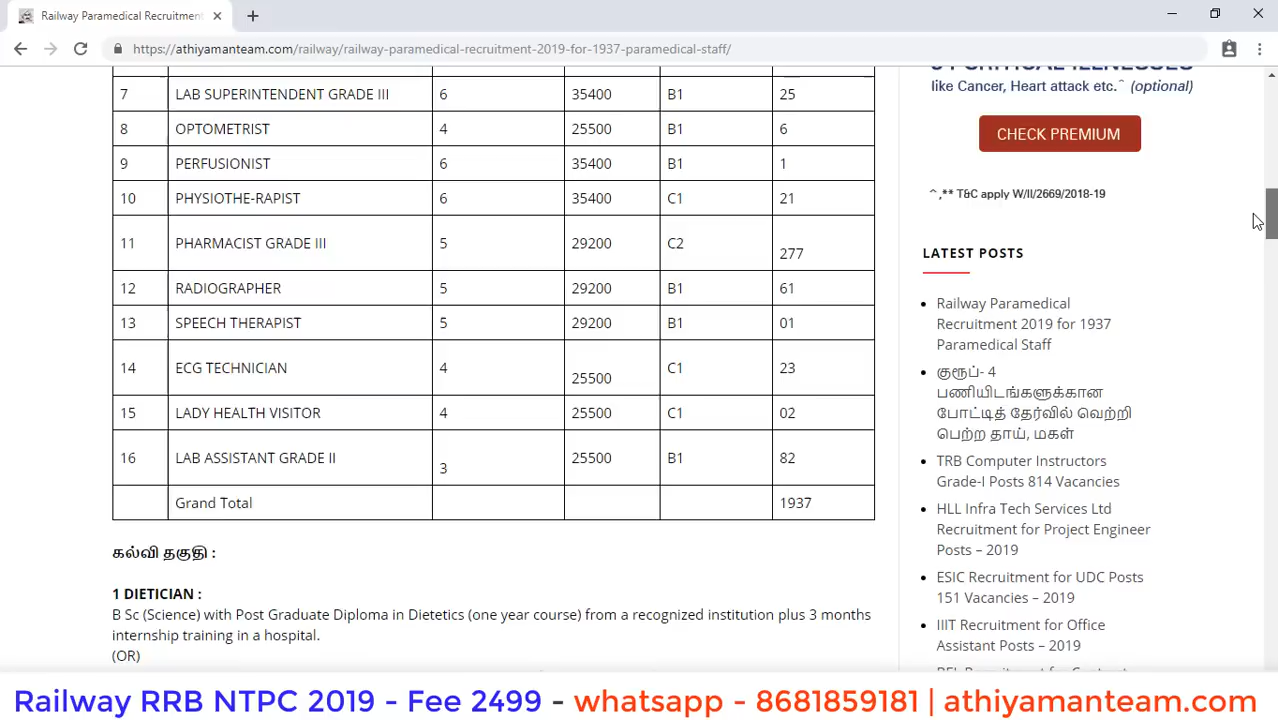 Railway Paramedical Recruitment
https://athiyamanteam.com/railway/railway-paramedical-recruitment-2019-for-1937-paramedical-staff/
7 LAB SUPERINTENDENT GRADE III 6 35400 B1 25
8 OPTOMETRIST 4 25500 B1 6
9 PERFUSIONIST 6 35400 B1 1
10 PHYSIOTHE-RAPIST 6 35400 C1 21
11 PHARMACIST GRADE III 5 29200 C2 277
12 RADIOGRAPHER 5 29200 B1 61
13 SPEECH THERAPIST 5 29200 B1 01
14 ECG TECHNICIAN 4 25500 C1 23
15 LADY HEALTH VISITOR 4 25500 C1 02
16 LAB ASSISTANT GRADE II 3 25500 B1 82
Grand Total 1937
கல்வி தகுதி :
1 DIETICIAN :
B Sc (Science) with Post Graduate Diploma in Dietetics (one year course) from a recognized institution plus 3 months
internship training in a hospital.
(OR)
CRITICAL ILLNESSES
like Cancer, Heart attack etc.^ (optional)
CHECK PREMIUM
^,** T&C apply W/II/2669/2018-19
LATEST POSTS
Railway Paramedical
Recruitment 2019 for 1937
Paramedical Staff
குரூப்- 4
பணியிடங்களுக்கான
போட்டித் தேர்வில் வெற்றி
பெற்ற தாய், மகள்
TRB Computer Instructors
Grade-I Posts 814 Vacancies
HLL Infra Tech Services Ltd
Recruitment for Project Engineer
Posts – 2019
ESIC Recruitment for UDC Posts
151 Vacancies – 2019
IIIT Recruitment for Office
Assistant Posts – 2019
Railway RRB NTPC 2019 - Fee 2499 - whatsapp - 8681859181 | athiyamanteam.com